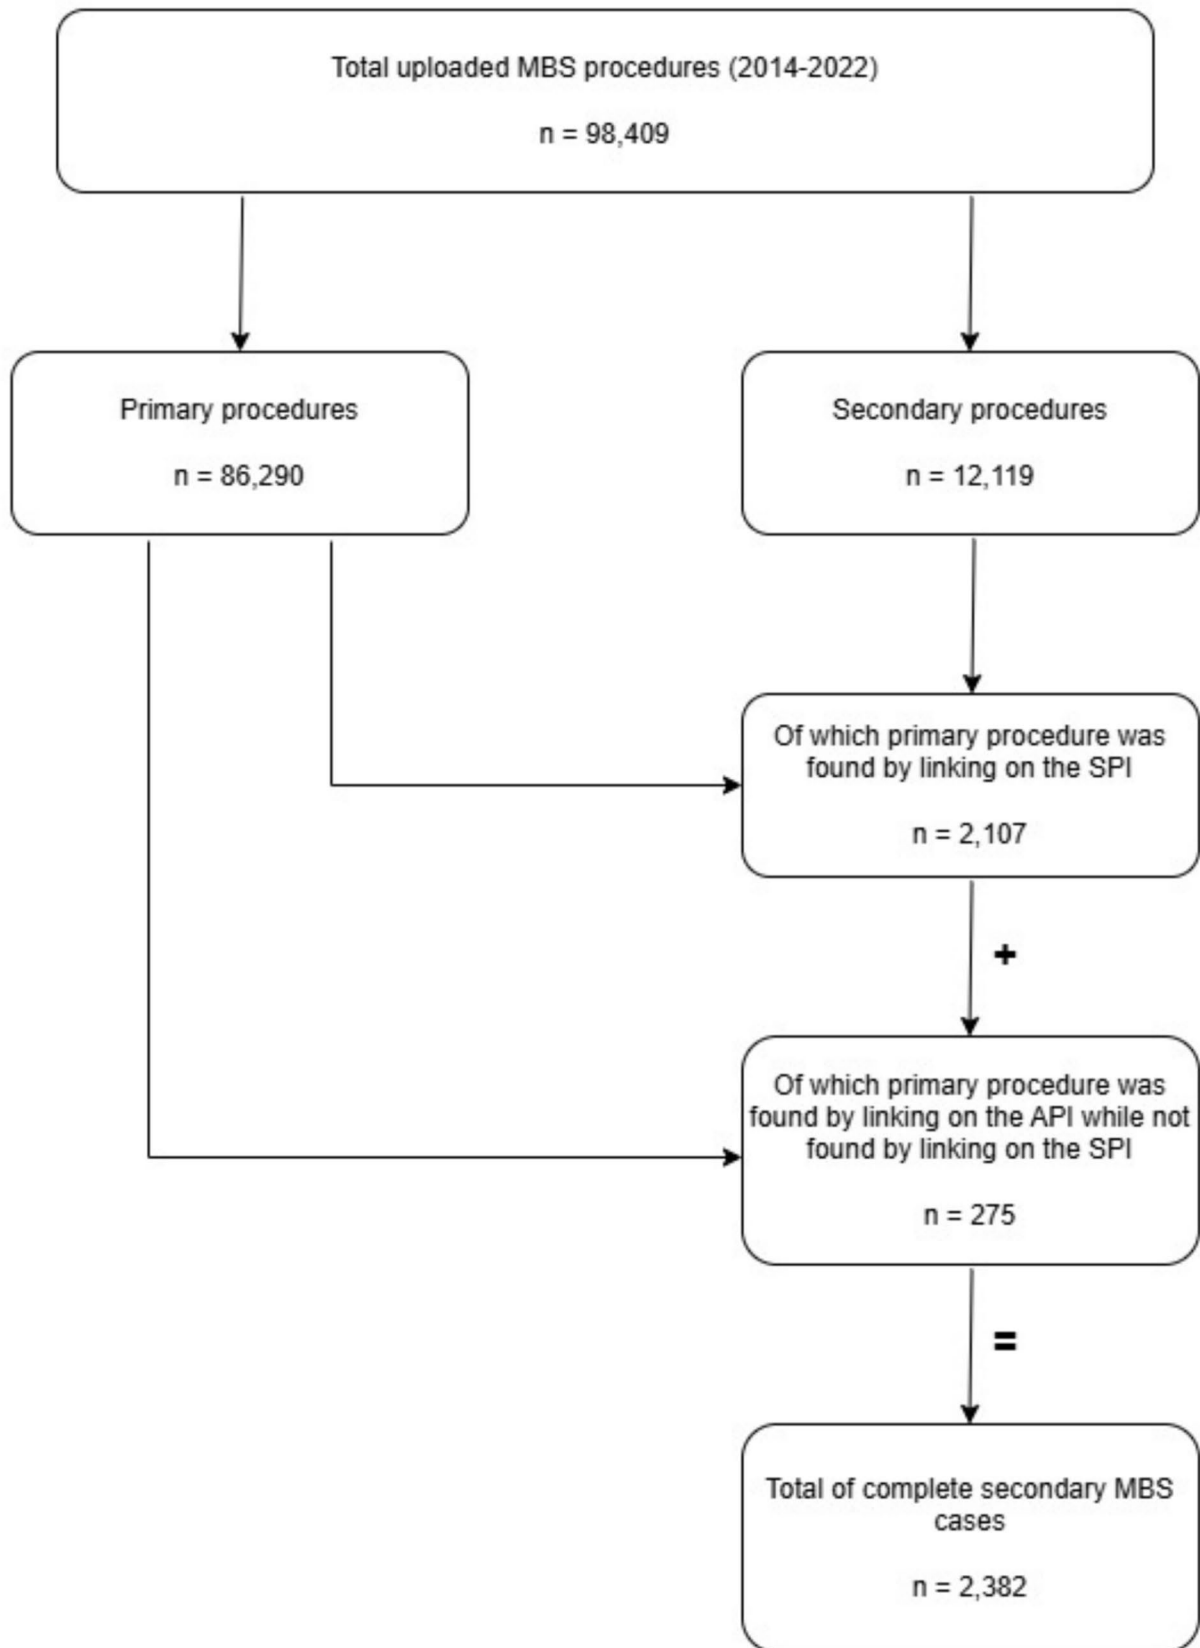 Total uploaded MBS procedures (2014-2022)
n = 98,409
Primary procedures
n = 86,290
Secondary procedures
n = 12,119
Of which primary procedure was
found by linking on the SPI
n = 2,107
+
Of which primary procedure was
found by linking on the API while not
found by linking on the SPI
n = 275
=
Total of complete secondary MBS
cases
n = 2,382